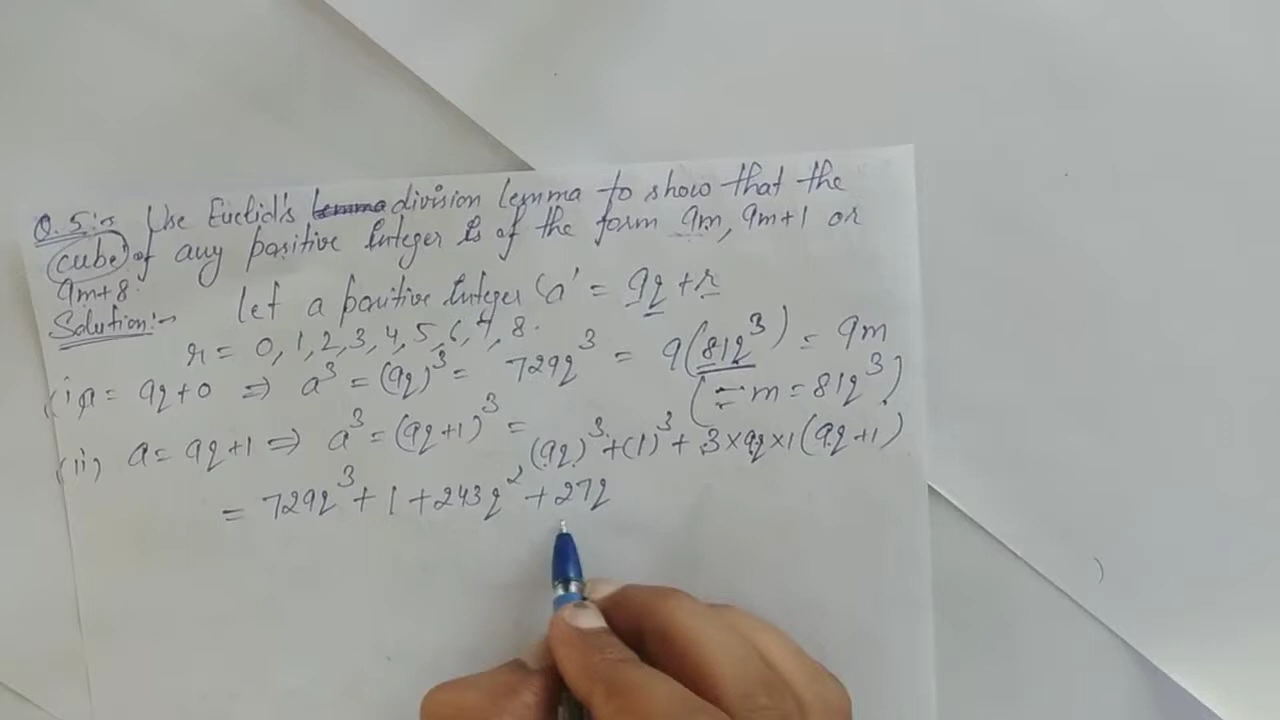 Q.5:- Use Euclid's lemma division lemma to show that the
cube of any positive integer is of the form 9m, 9m+1 or
9m+8.
Solution:- Let a positive integer 'a' = 9q+r
r = 0, 1, 2, 3, 4, 5, 6, 7, 8.
(i) a = 9q+0 ⇒ a³ = (9q)³ = 729q³ = 9(81q³) = 9m
(= m = 81q³)
(ii) a = 9q+1 ⇒ a³ = (9q+1)³ = (9q)³+(1)³+3×9q×1(9q+1)
= 729q³+1+243q²+27q